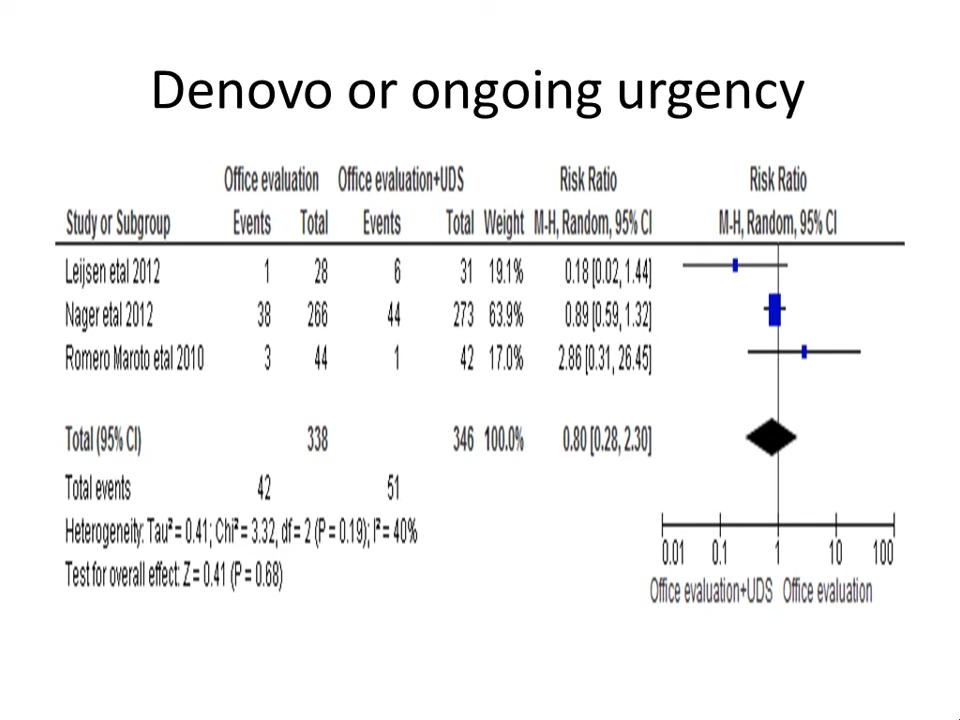 Denovo or ongoing urgency
Office evaluation Office evaluation+UDS Risk Ratio Risk Ratio
Study or Subgroup Events Total Events Total Weight M-H, Random, 95% CI M-H, Random, 95% CI
Leijsen etal 2012 1 28 6 31 19.1% 0.18 [0.02, 1.44]
Nager etal 2012 38 266 44 273 63.9% 0.89 [0.59, 1.32]
Romero Maroto etal 2010 3 44 1 42 17.0% 2.86 [0.31, 26.45]
Total (95% CI) 338 346 100.0% 0.80 [0.28, 2.30]
Total events 42 51
Heterogeneity: Tau² = 0.41; Chi² = 3.32, df = 2 (P = 0.19); I² = 40%
Test for overall effect: Z = 0.41 (P = 0.68)
0.01 0.1 1 10 100
Office evaluation+UDS Office evaluation